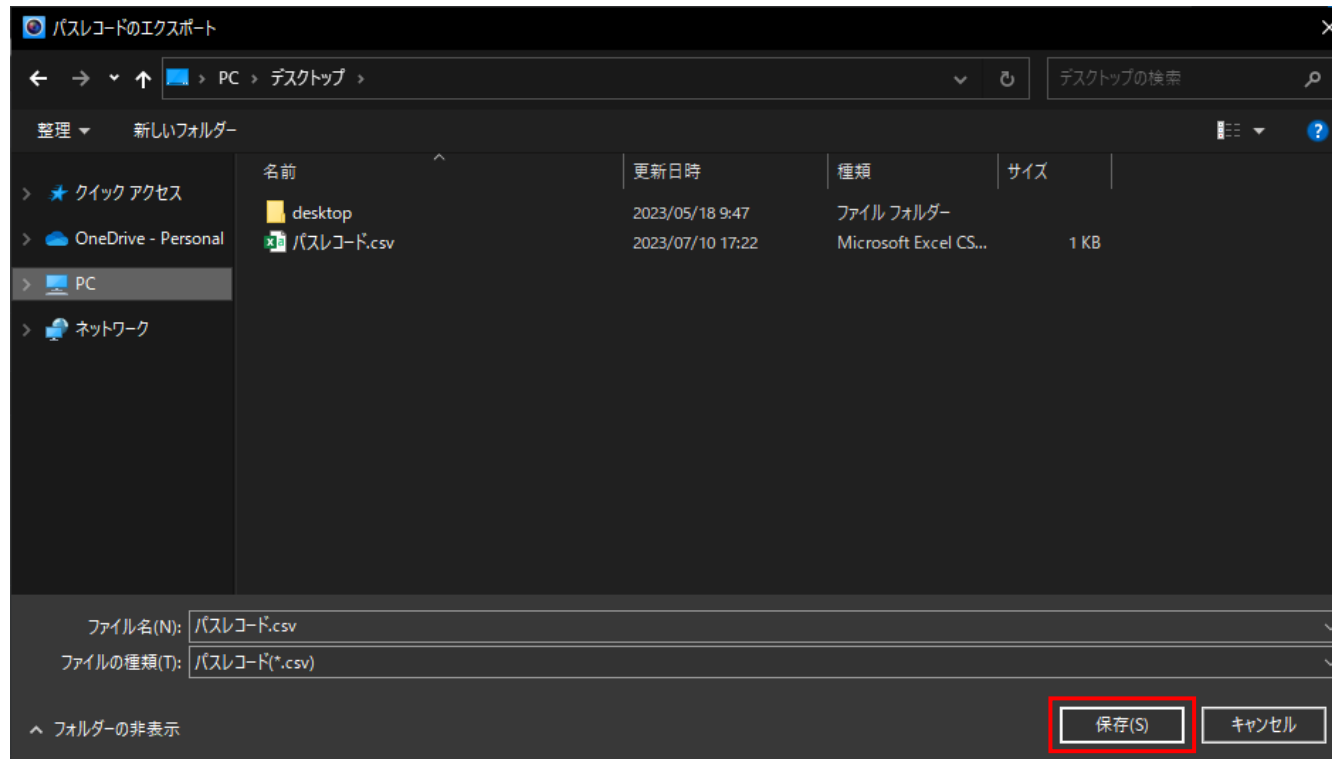 パスレコードのエクスポート
PC › デスクトップ ›
デスクトップの検索
整理
新しいフォルダー
名前 更新日時 種類 サイズ
クイック アクセス
OneDrive - Personal
PC
ネットワーク
desktop 2023/05/18 9:47 ファイル フォルダー
パスレコード.csv 2023/07/10 17:22 Microsoft Excel CS... 1 KB
ファイル名(N): パスレコード.csv
ファイルの種類(T): パスレコード(*.csv)
フォルダーの非表示
保存(S) キャンセル